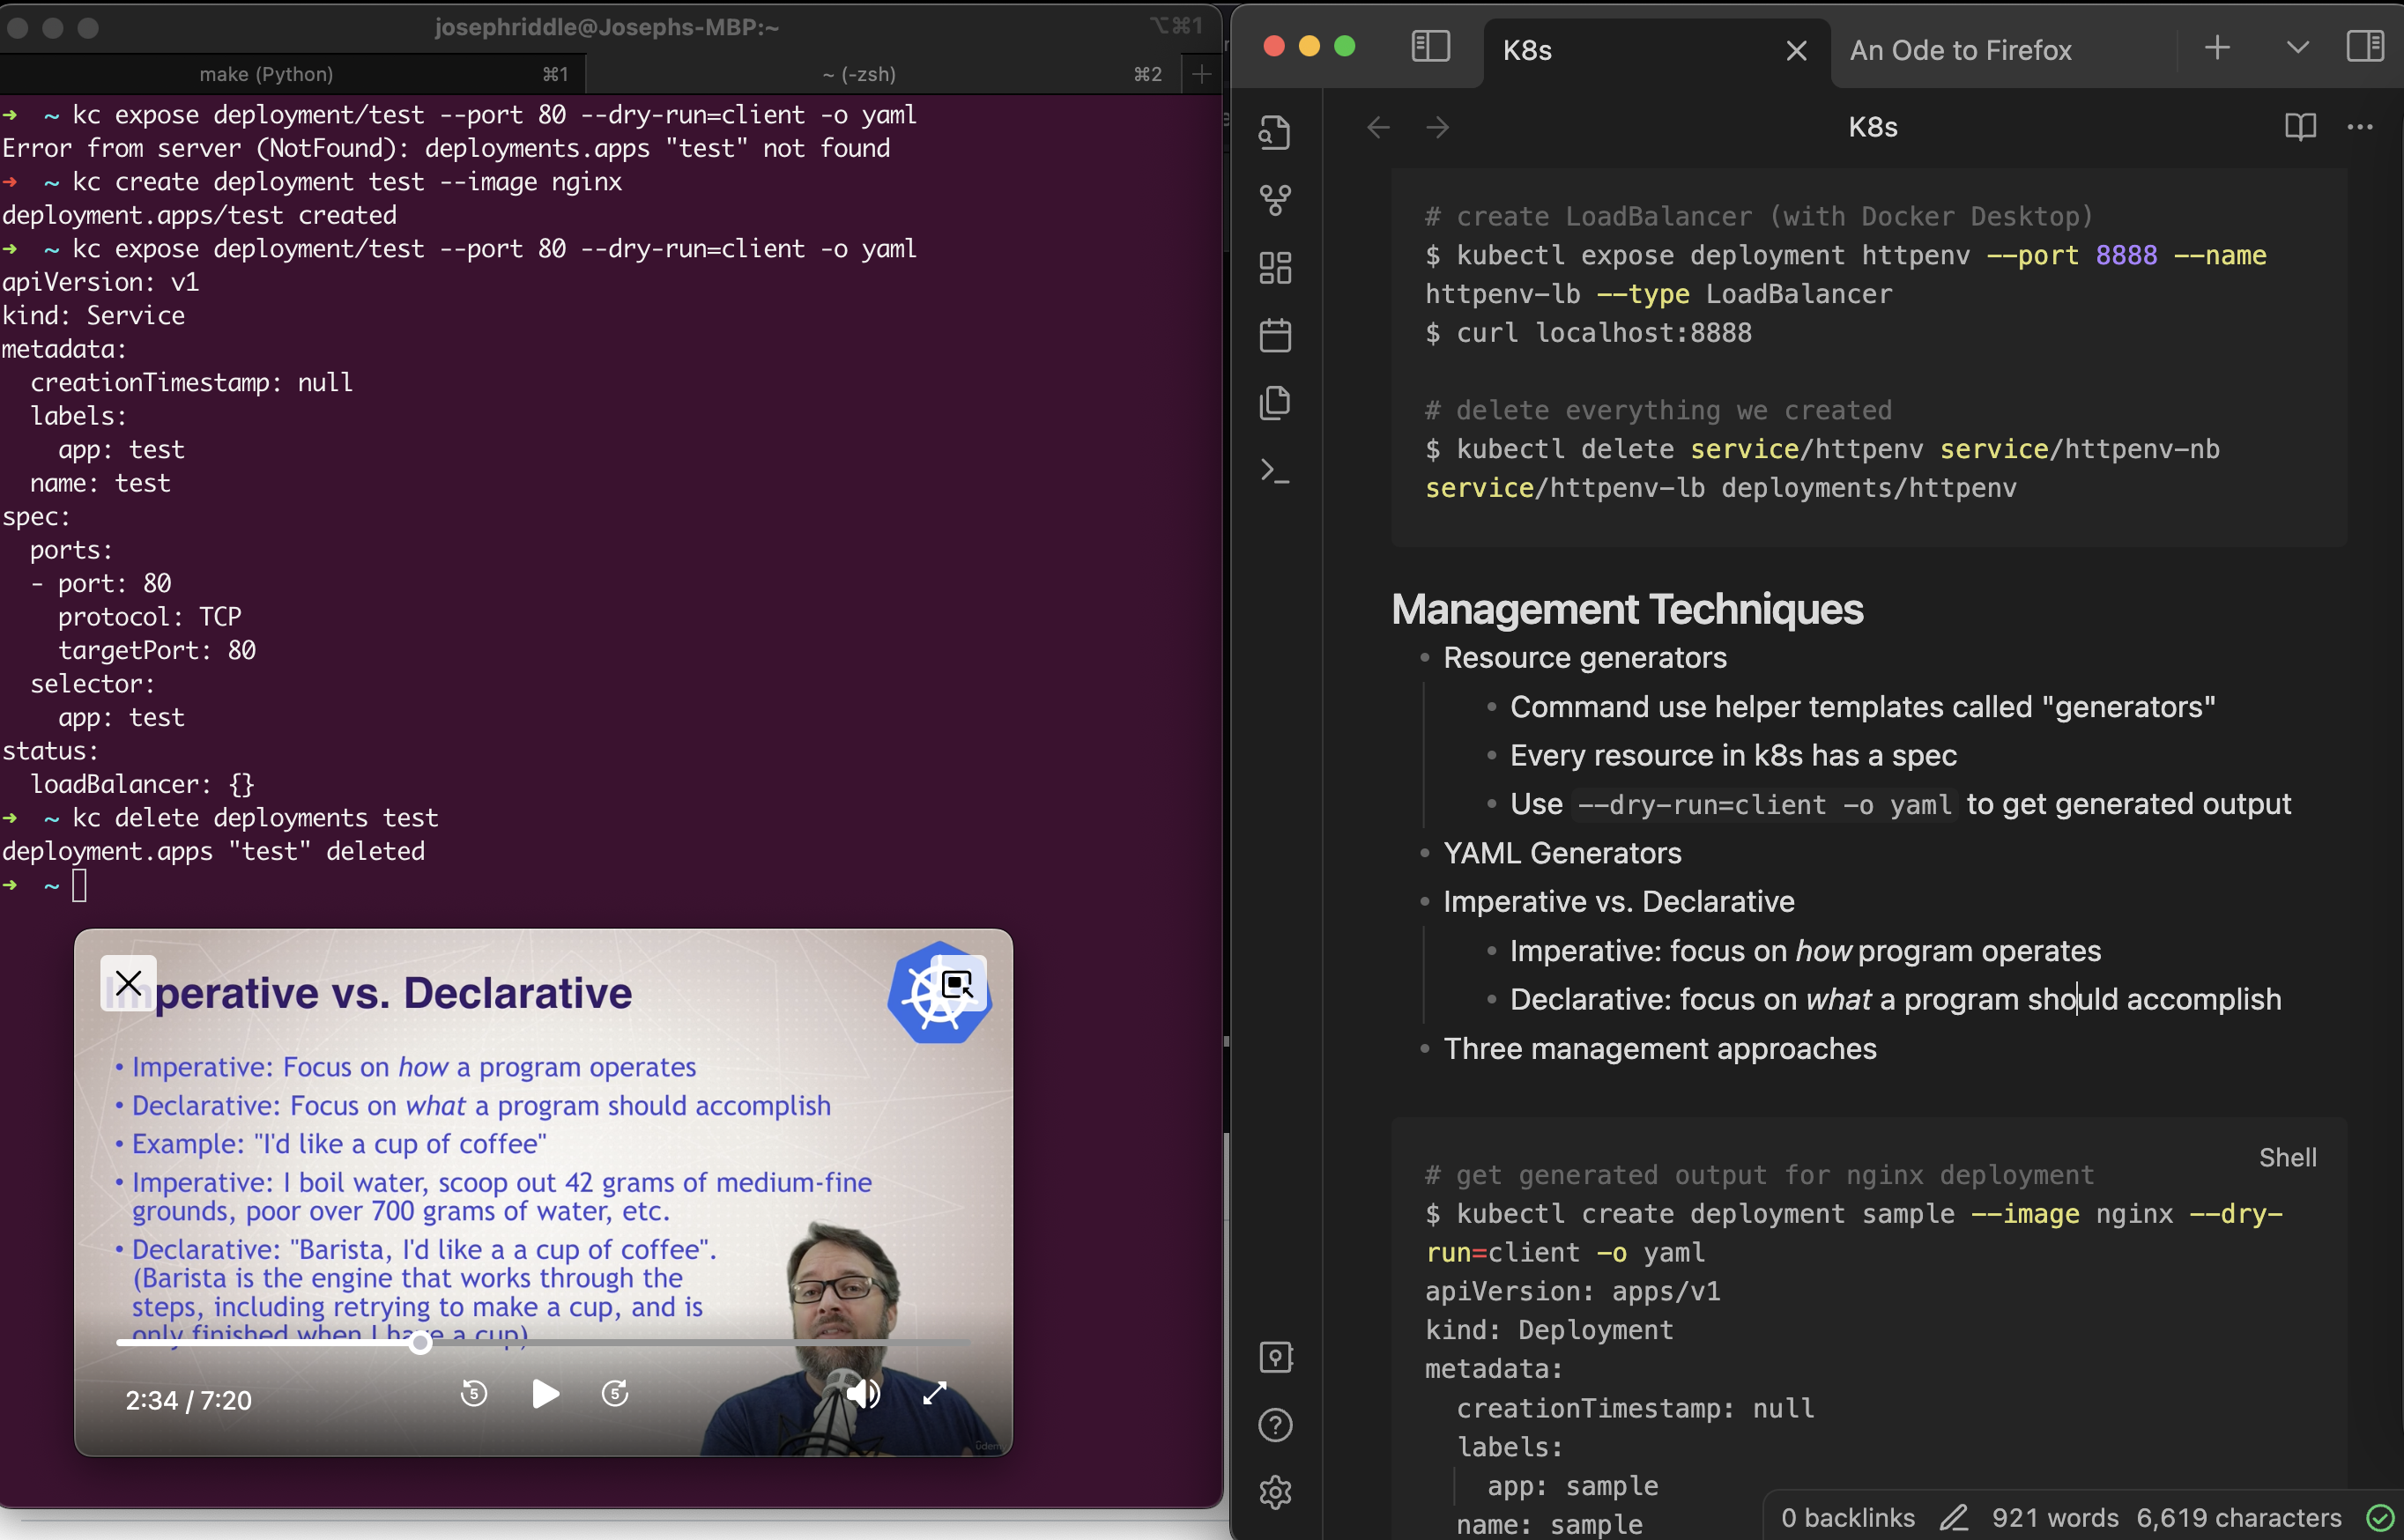 josephriddle@Josephs-MBP:~
⌥⌘1
make (Python) ⌘1
~ (-zsh) ⌘2
→ ~ kc expose deployment/test --port 80 --dry-run=client -o yaml
Error from server (NotFound): deployments.apps "test" not found
→ ~ kc create deployment test --image nginx
deployment.apps/test created
→ ~ kc expose deployment/test --port 80 --dry-run=client -o yaml
apiVersion: v1
kind: Service
metadata:
  creationTimestamp: null
  labels:
    app: test
  name: test
spec:
  ports:
  - port: 80
    protocol: TCP
    targetPort: 80
  selector:
    app: test
status:
  loadBalancer: {}
→ ~ kc delete deployments test
deployment.apps "test" deleted
→ ~
Imperative vs. Declarative
• Imperative: Focus on how a program operates
• Declarative: Focus on what a program should accomplish
• Example: "I'd like a cup of coffee"
• Imperative: I boil water, scoop out 42 grams of medium-fine
grounds, poor over 700 grams of water, etc.
• Declarative: "Barista, I'd like a a cup of coffee".
(Barista is the engine that works through the
steps, including retrying to make a cup, and is
only finished when I have a cup)
2:34 / 7:20
5
5
udemy
K8s
An Ode to Firefox
K8s
# create LoadBalancer (with Docker Desktop)
$ kubectl expose deployment httpenv --port 8888 --name
httpenv-lb --type LoadBalancer
$ curl localhost:8888
# delete everything we created
$ kubectl delete service/httpenv service/httpenv-nb
service/httpenv-lb deployments/httpenv
Management Techniques
• Resource generators
• Command use helper templates called "generators"
• Every resource in k8s has a spec
• Use --dry-run=client -o yaml to get generated output
• YAML Generators
• Imperative vs. Declarative
• Imperative: focus on how program operates
• Declarative: focus on what a program should accomplish
• Three management approaches
Shell
# get generated output for nginx deployment
$ kubectl create deployment sample --image nginx --dry-
run=client -o yaml
apiVersion: apps/v1
kind: Deployment
metadata:
  creationTimestamp: null
  labels:
    app: sample
  name: sample
0 backlinks 921 words 6,619 characters